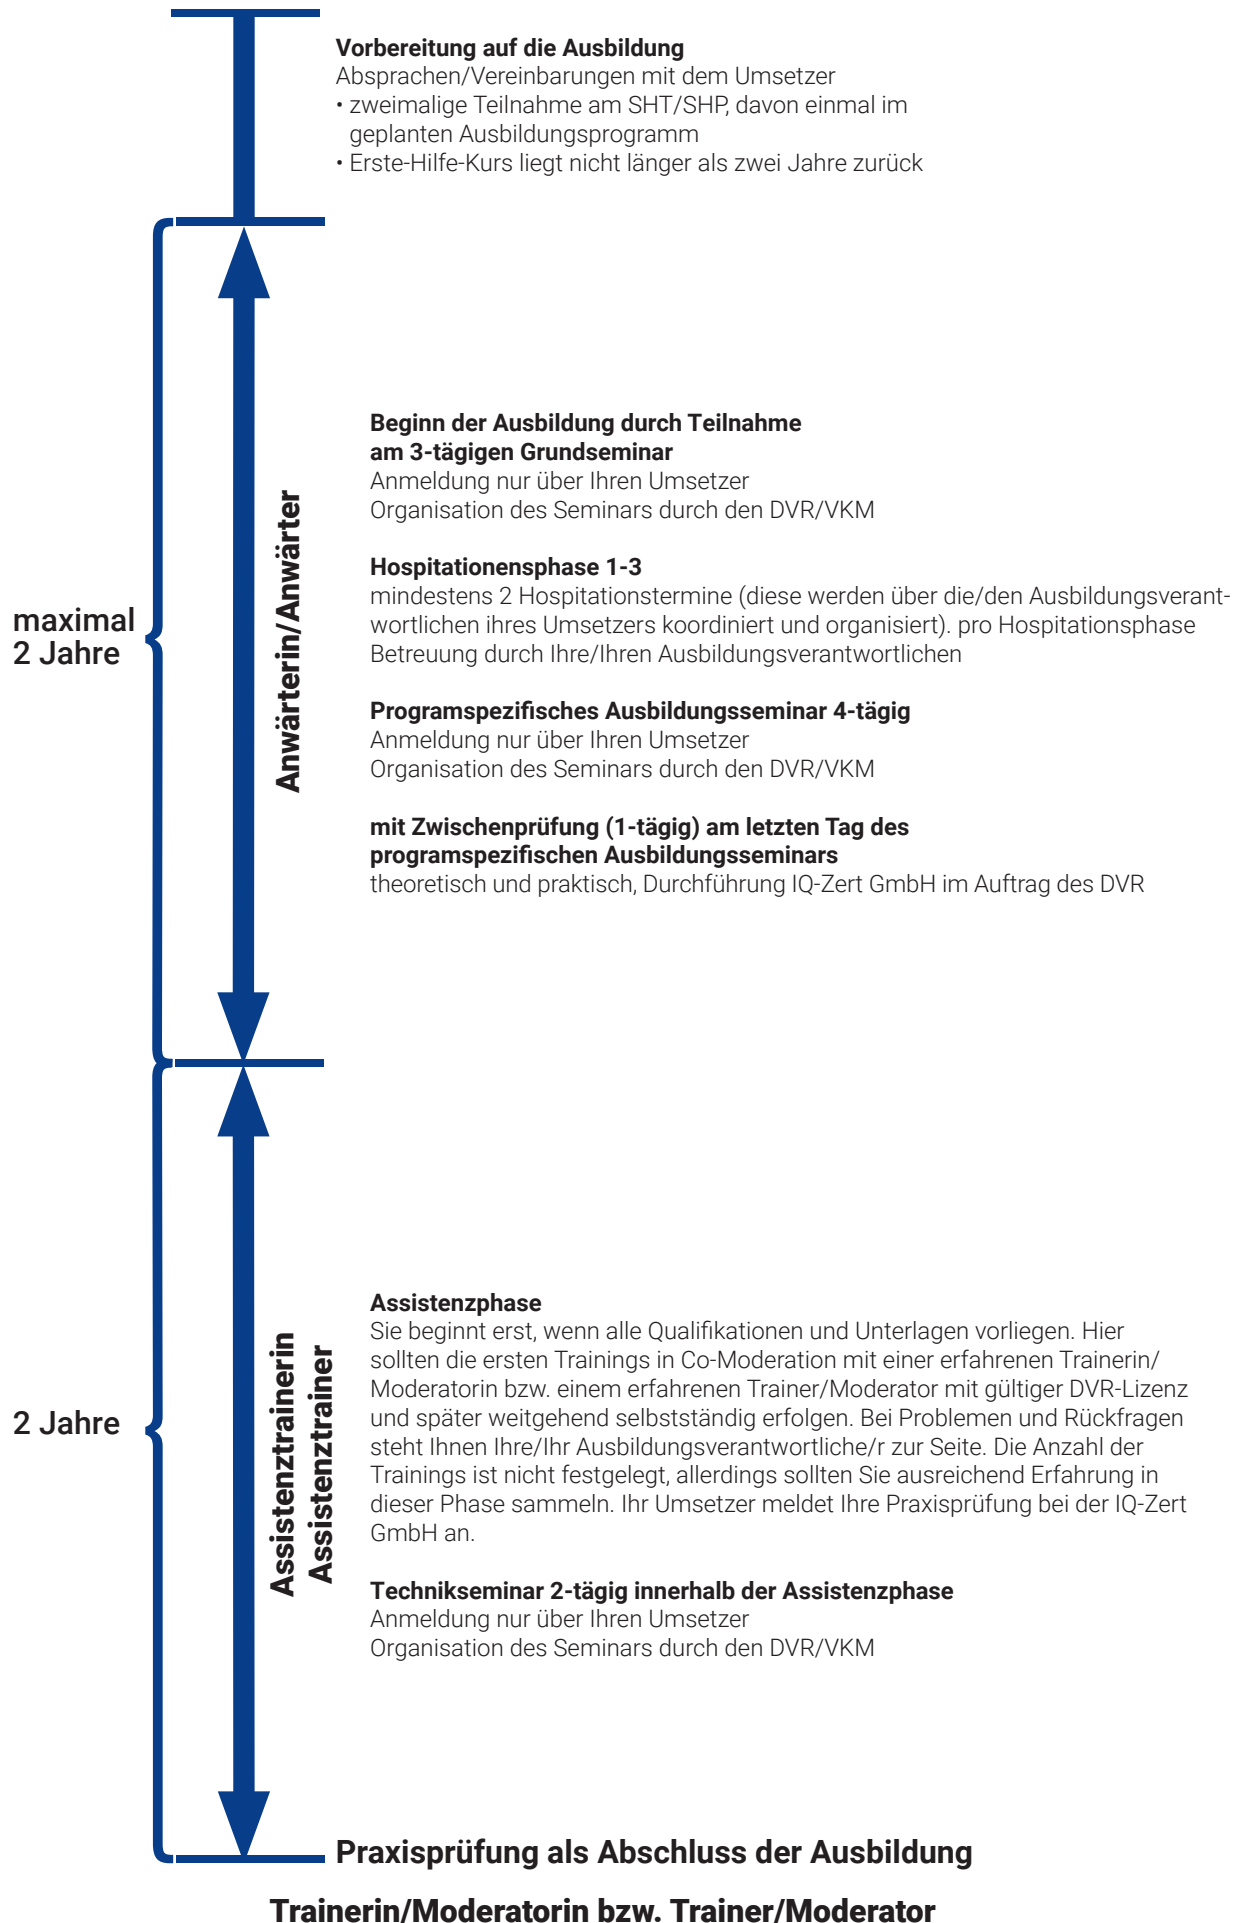 Vorbereitung auf die Ausbildung
Absprachen/Vereinbarungen mit dem Umsetzer
• zweimalige Teilnahme am SHT/SHP, davon einmal im
geplanten Ausbildungsprogramm
• Erste-Hilfe-Kurs liegt nicht länger als zwei Jahre zurück
maximal
2 Jahre
Anwärterin/Anwärter
Beginn der Ausbildung durch Teilnahme
am 3-tägigen Grundseminar
Anmeldung nur über Ihren Umsetzer
Organisation des Seminars durch den DVR/VKM
Hospitationensphase 1-3
mindestens 2 Hospitationstermine (diese werden über die/den Ausbildungsverant-
wortlichen ihres Umsetzers koordiniert und organisiert). pro Hospitationsphase
Betreuung durch Ihre/Ihren Ausbildungsverantwortlichen
Programspezifisches Ausbildungsseminar 4-tägig
Anmeldung nur über Ihren Umsetzer
Organisation des Seminars durch den DVR/VKM
mit Zwischenprüfung (1-tägig) am letzten Tag des
programspezifischen Ausbildungsseminars
theoretisch und praktisch, Durchführung IQ-Zert GmbH im Auftrag des DVR
2 Jahre
Assistenztrainerin
Assistenztrainer
Assistenzphase
Sie beginnt erst, wenn alle Qualifikationen und Unterlagen vorliegen. Hier
sollten die ersten Trainings in Co-Moderation mit einer erfahrenen Trainerin/
Moderatorin bzw. einem erfahrenen Trainer/Moderator mit gültiger DVR-Lizenz
und später weitgehend selbstständig erfolgen. Bei Problemen und Rückfragen
steht Ihnen Ihre/Ihr Ausbildungsverantwortliche/r zur Seite. Die Anzahl der
Trainings ist nicht festgelegt, allerdings sollten Sie ausreichend Erfahrung in
dieser Phase sammeln. Ihr Umsetzer meldet Ihre Praxisprüfung bei der IQ-Zert
GmbH an.
Technikseminar 2-tägig innerhalb der Assistenzphase
Anmeldung nur über Ihren Umsetzer
Organisation des Seminars durch den DVR/VKM
Praxisprüfung als Abschluss der Ausbildung
Trainerin/Moderatorin bzw. Trainer/Moderator